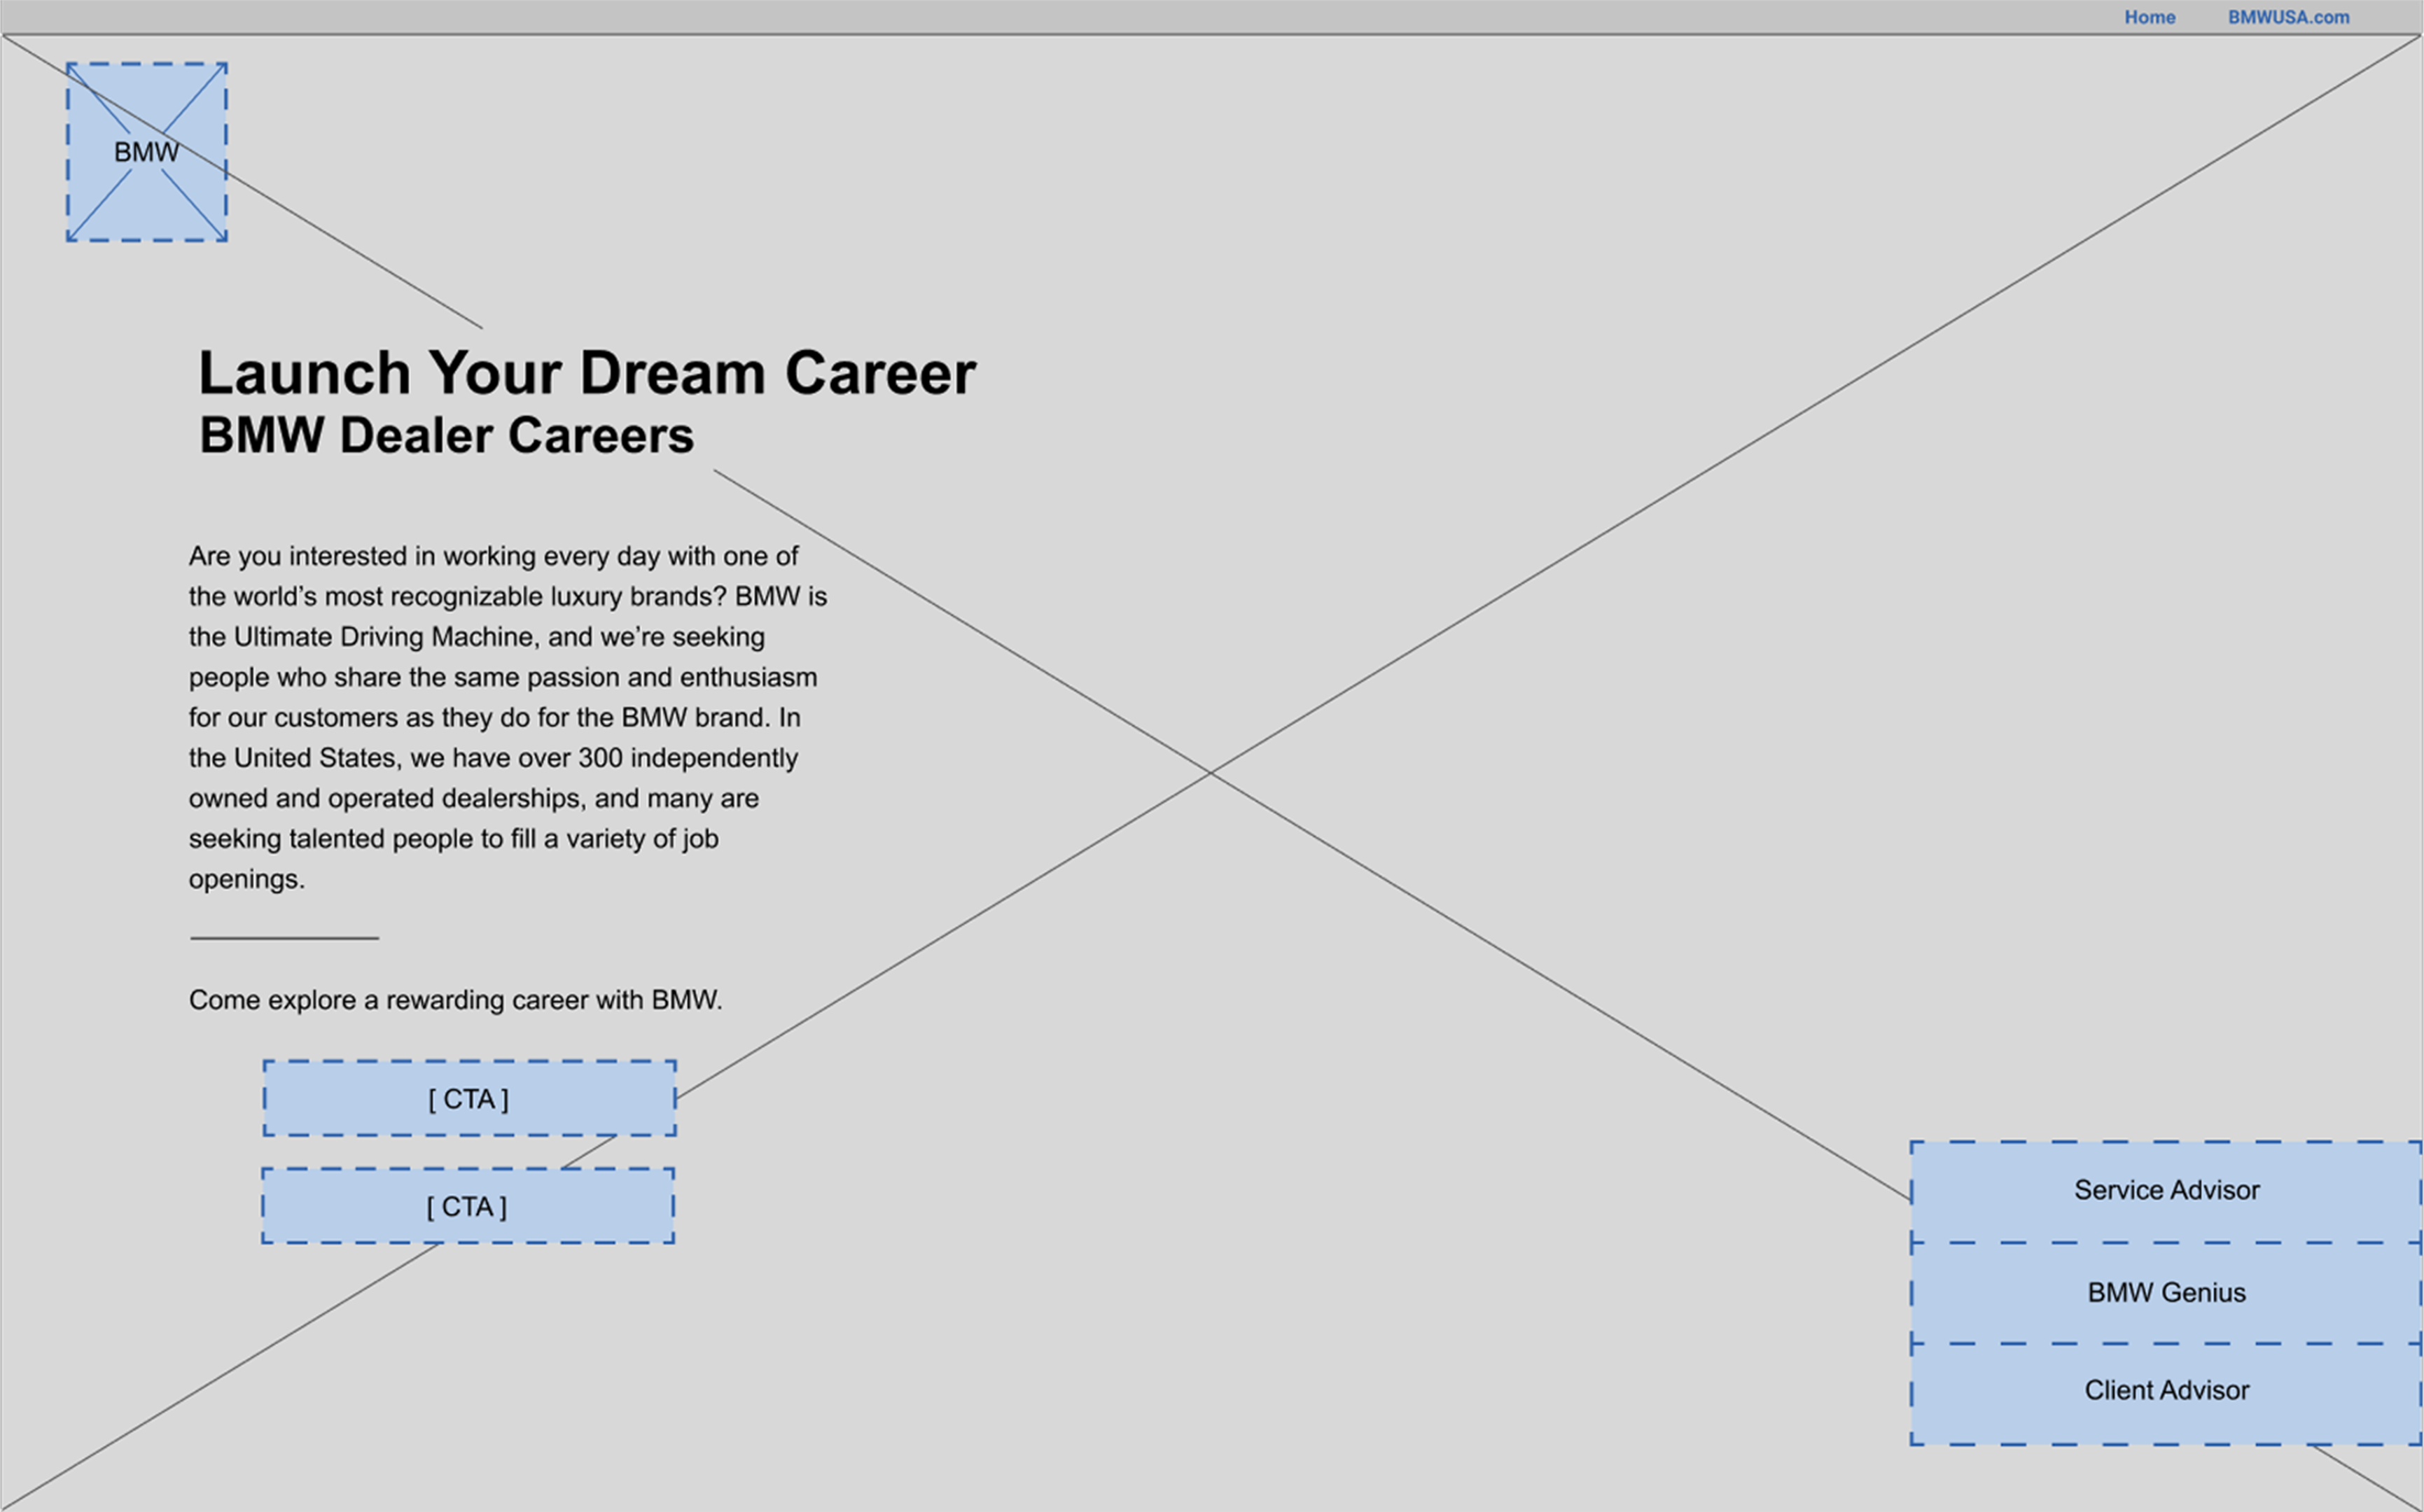 Home BMWUSA.com
BMW
Launch Your Dream Career
BMW Dealer Careers
Are you interested in working every day with one of
the world’s most recognizable luxury brands? BMW is
the Ultimate Driving Machine, and we’re seeking
people who share the same passion and enthusiasm
for our customers as they do for the BMW brand. In
the United States, we have over 300 independently
owned and operated dealerships, and many are
seeking talented people to fill a variety of job
openings.
Come explore a rewarding career with BMW.
[ CTA ]
[ CTA ]
Service Advisor
BMW Genius
Client Advisor